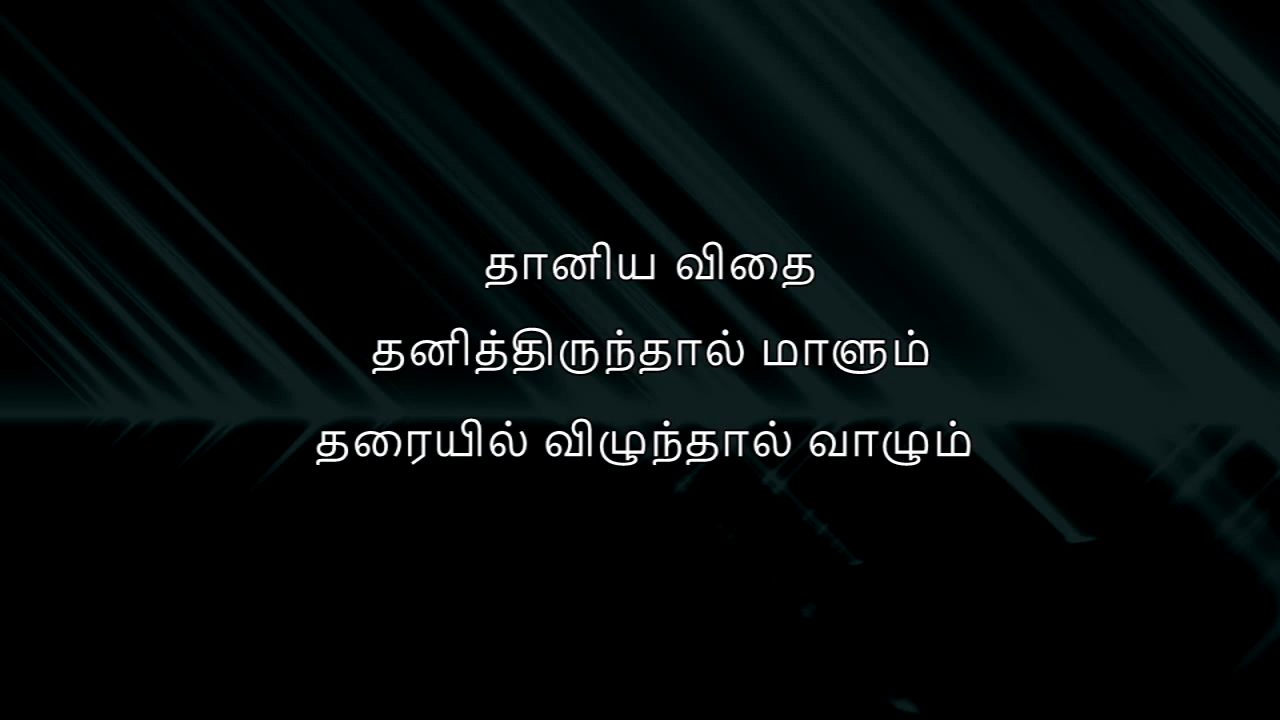 தானிய விதை
தனித்திருந்தால் மாளும்
தரையில் விழுந்தால் வாழும்